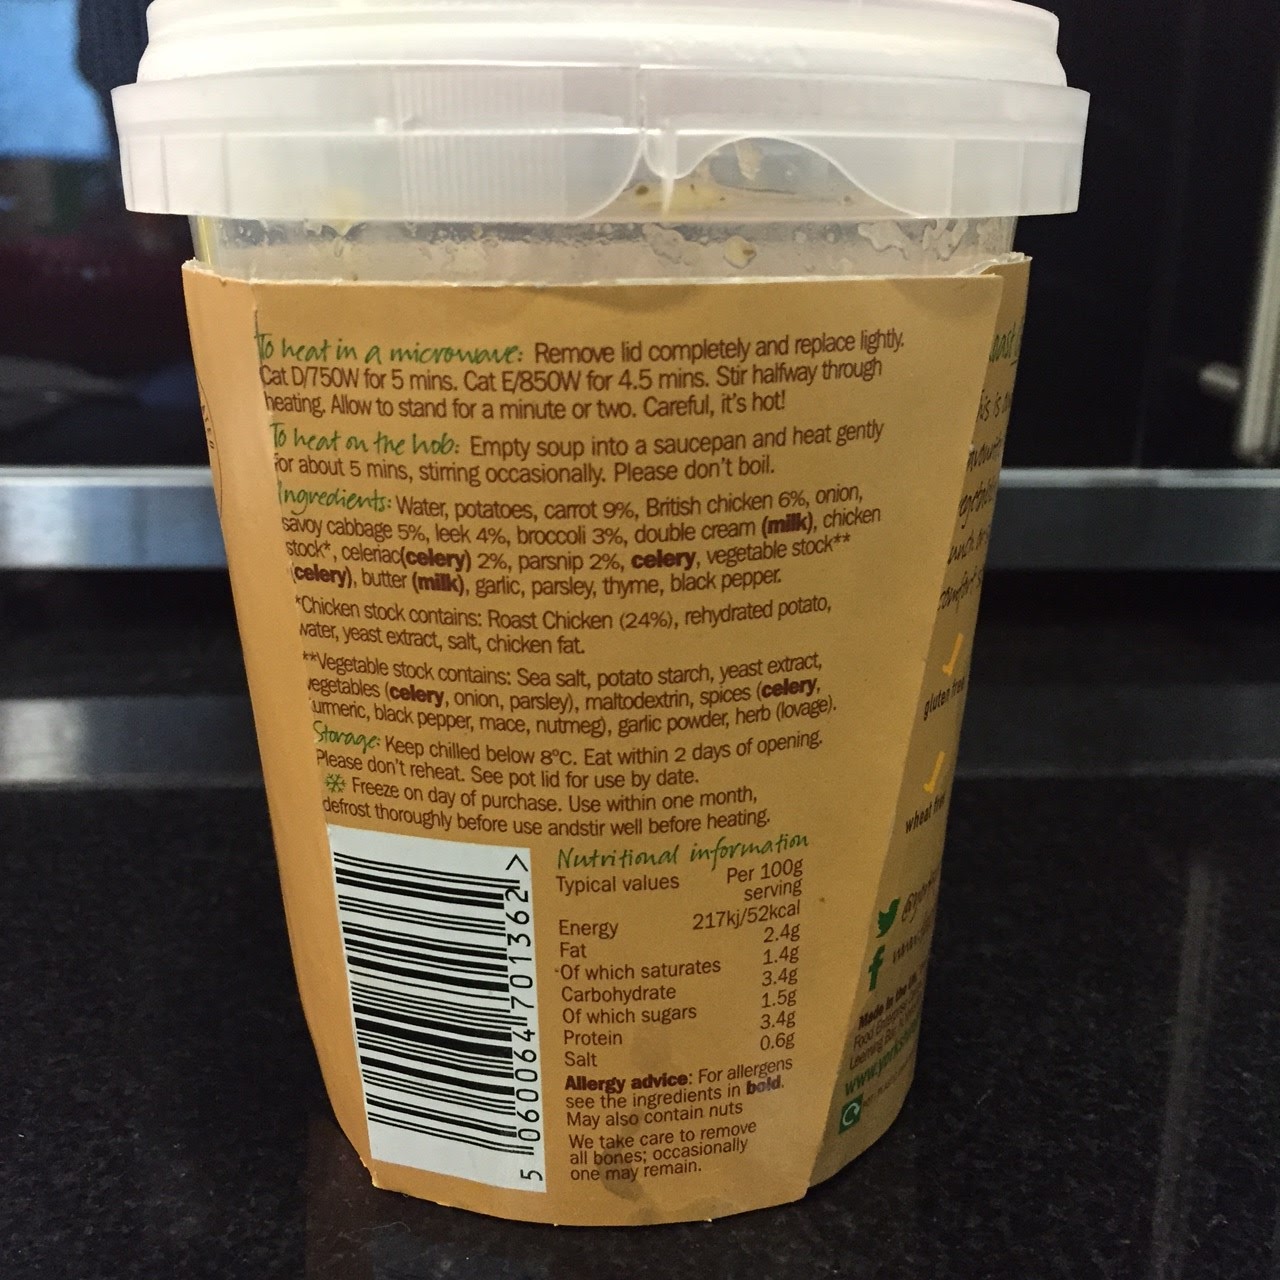 To heat in a microwave: Remove lid completely and replace lightly.
Cat D/750W for 5 mins. Cat E/850W for 4.5 mins. Stir halfway through
heating. Allow to stand for a minute or two. Careful, it's hot!
To heat on the hob: Empty soup into a saucepan and heat gently
for about 5 mins, stirring occasionally. Please don't boil.
Ingredients: Water, potatoes, carrot 9%, British chicken 6%, onion,
savoy cabbage 5%, leek 4%, broccoli 3%, double cream (milk), chicken
stock*, celeriac(celery) 2%, parsnip 2%, celery, vegetable stock**
(celery), butter (milk), garlic, parsley, thyme, black pepper.
*Chicken stock contains: Roast Chicken (24%), rehydrated potato,
water, yeast extract, salt, chicken fat.
**Vegetable stock contains: Sea salt, potato starch, yeast extract,
vegetables (celery, onion, parsley), maltodextrin, spices (celery,
turmeric, black pepper, mace, nutmeg), garlic powder, herb (lovage).
Storage: Keep chilled below 8°C. Eat within 2 days of opening.
Please don't reheat. See pot lid for use by date.
Freeze on day of purchase. Use within one month,
defrost thoroughly before use andstir well before heating.
Nutritional information
Typical values Per 100g
serving
Energy 217kj/52kcal
Fat 2.4g
-Of which saturates 1.4g
Carbohydrate 3.4g
Of which sugars 1.5g
Protein 3.4g
Salt 0.6g
Allergy advice: For allergens
see the ingredients in bold.
May also contain nuts
We take care to remove
all bones; occasionally
one may remain.
5 060064 701362 >
gluten free
wheat free
Made in the UK